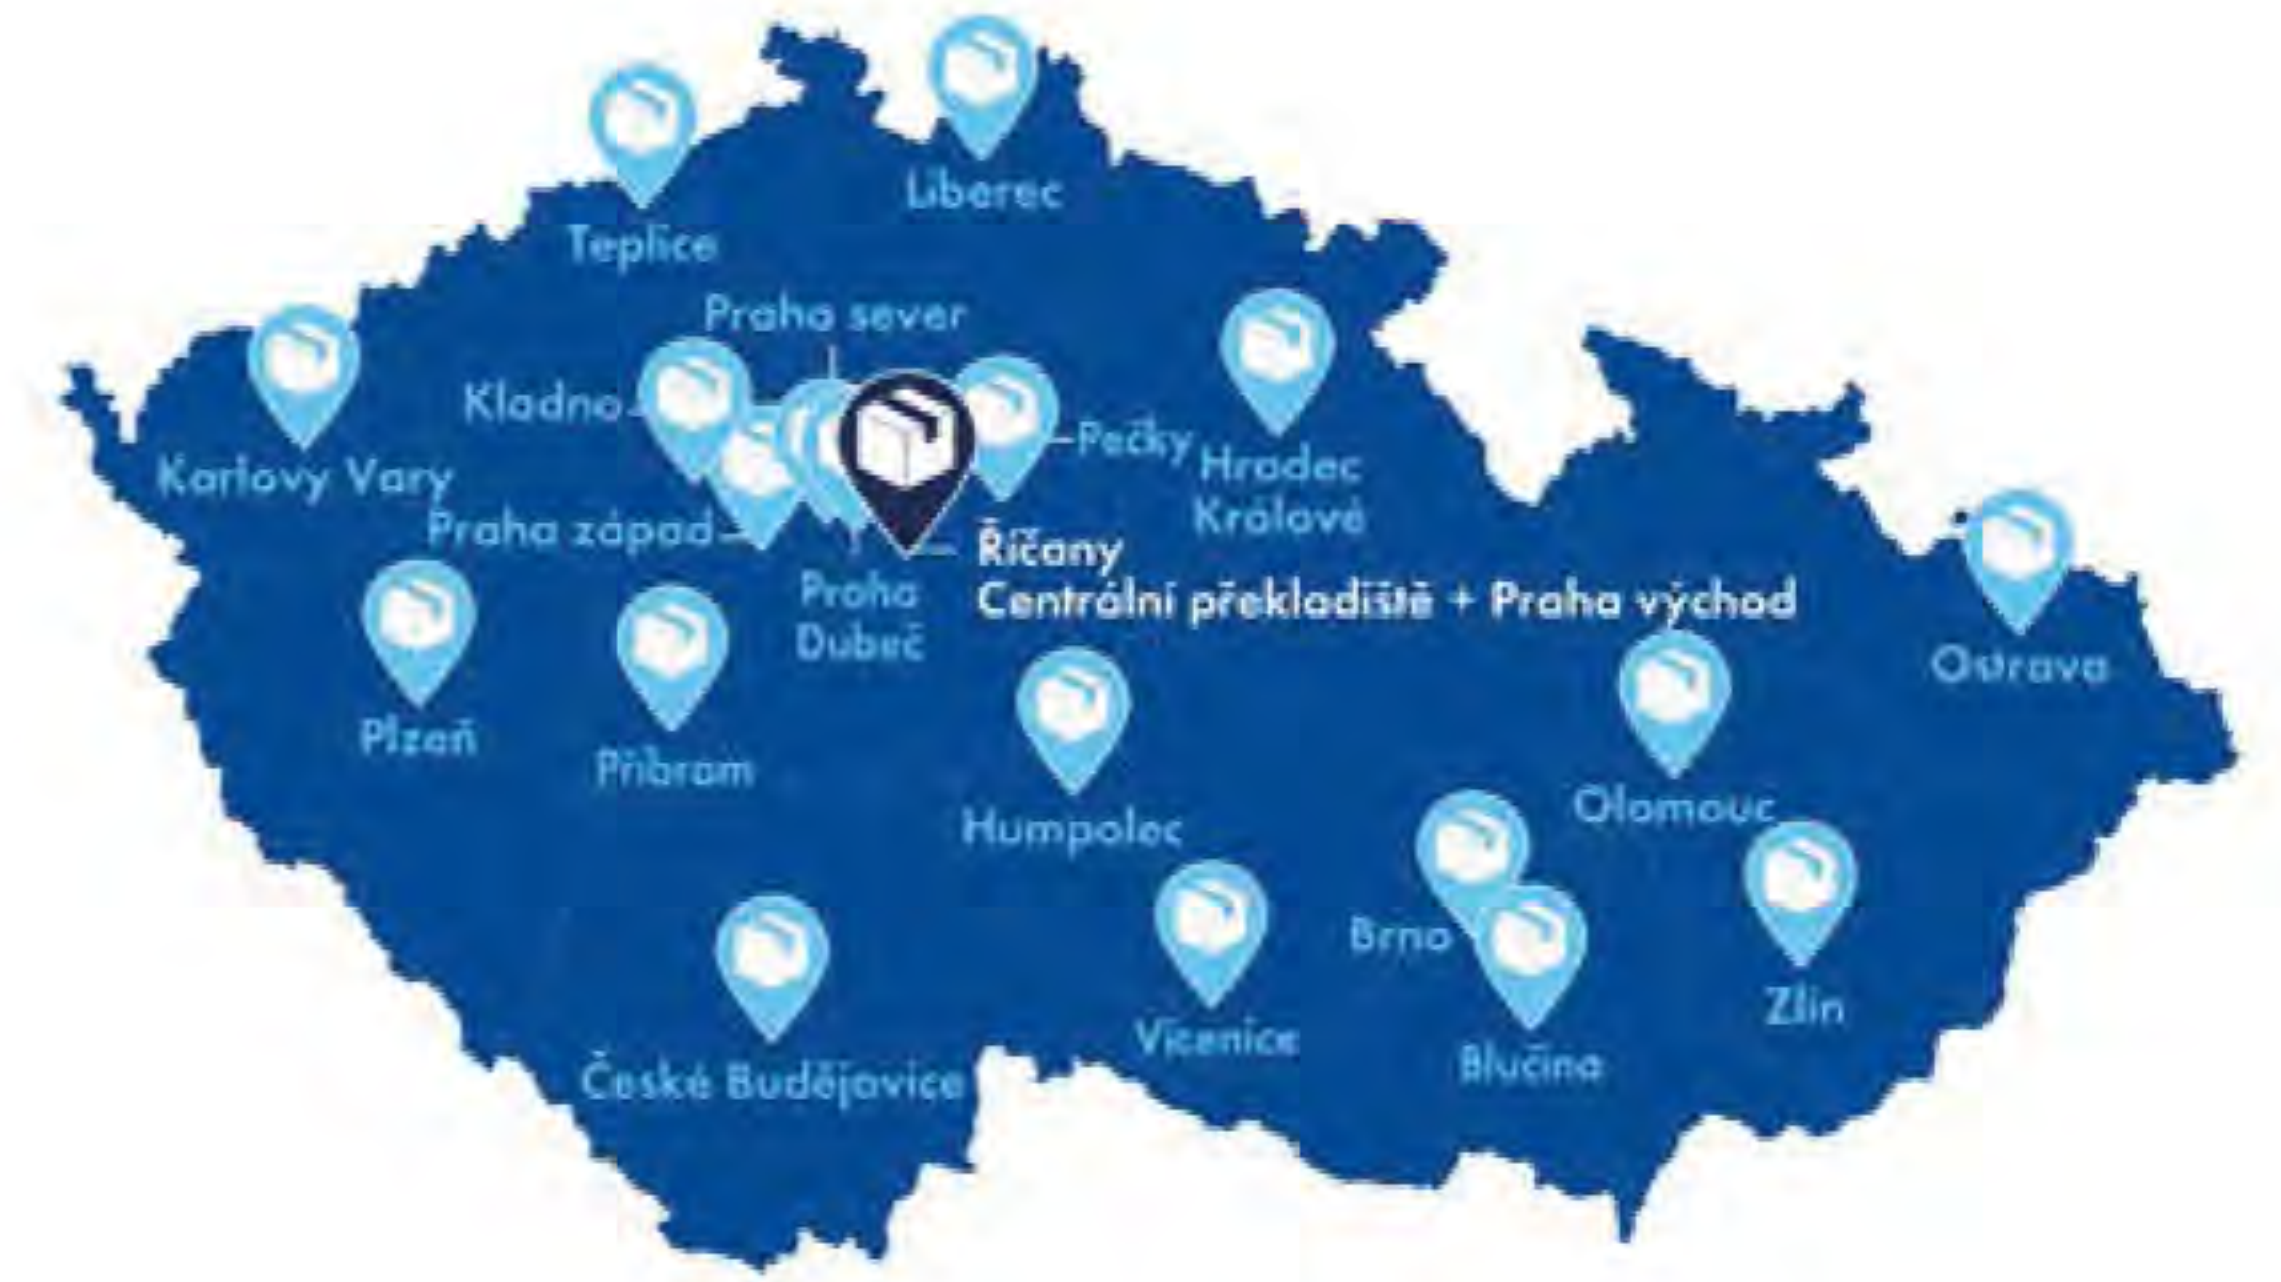 Liberec
Teplice
Praha sever
Kladno
Pečky
Hradec
Králové
Karlovy Vary
Praha západ
Říčany
Centrální překladiště + Praha východ
Praha
Dubeč
Ostrava
Plzeň
Příbram
Olomouc
Humpolec
Brno
Zlín
Vícenice
Blučina
České Budějovice